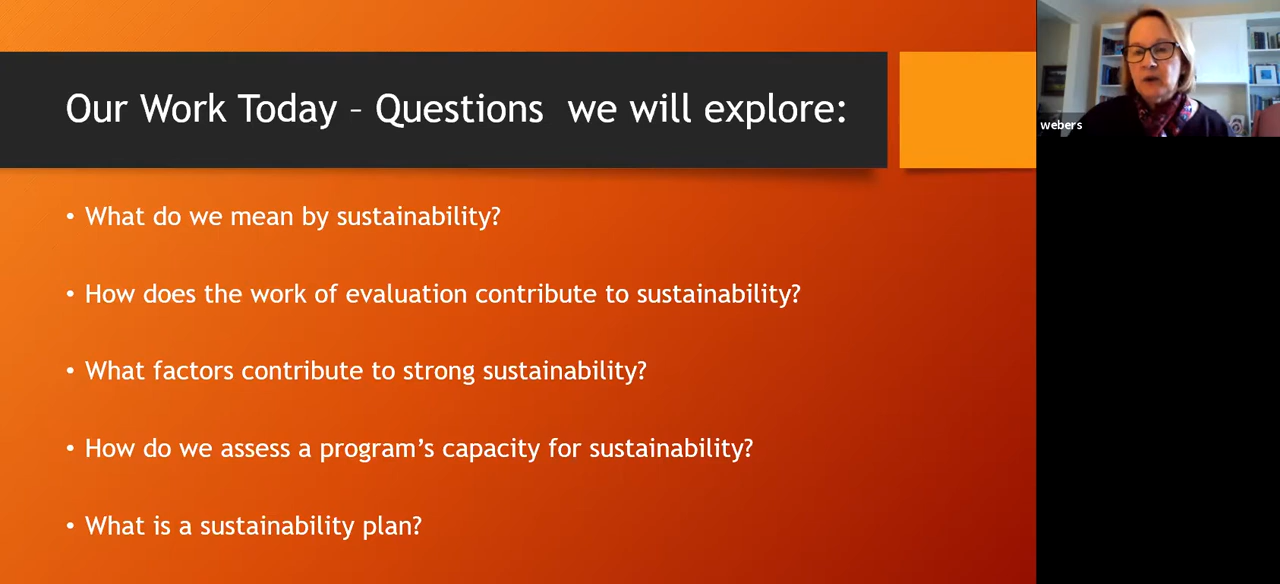 Our Work Today – Questions  we will explore:
• What do we mean by sustainability?
• How does the work of evaluation contribute to sustainability?
• What factors contribute to strong sustainability?
• How do we assess a program’s capacity for sustainability?
• What is a sustainability plan?
webers